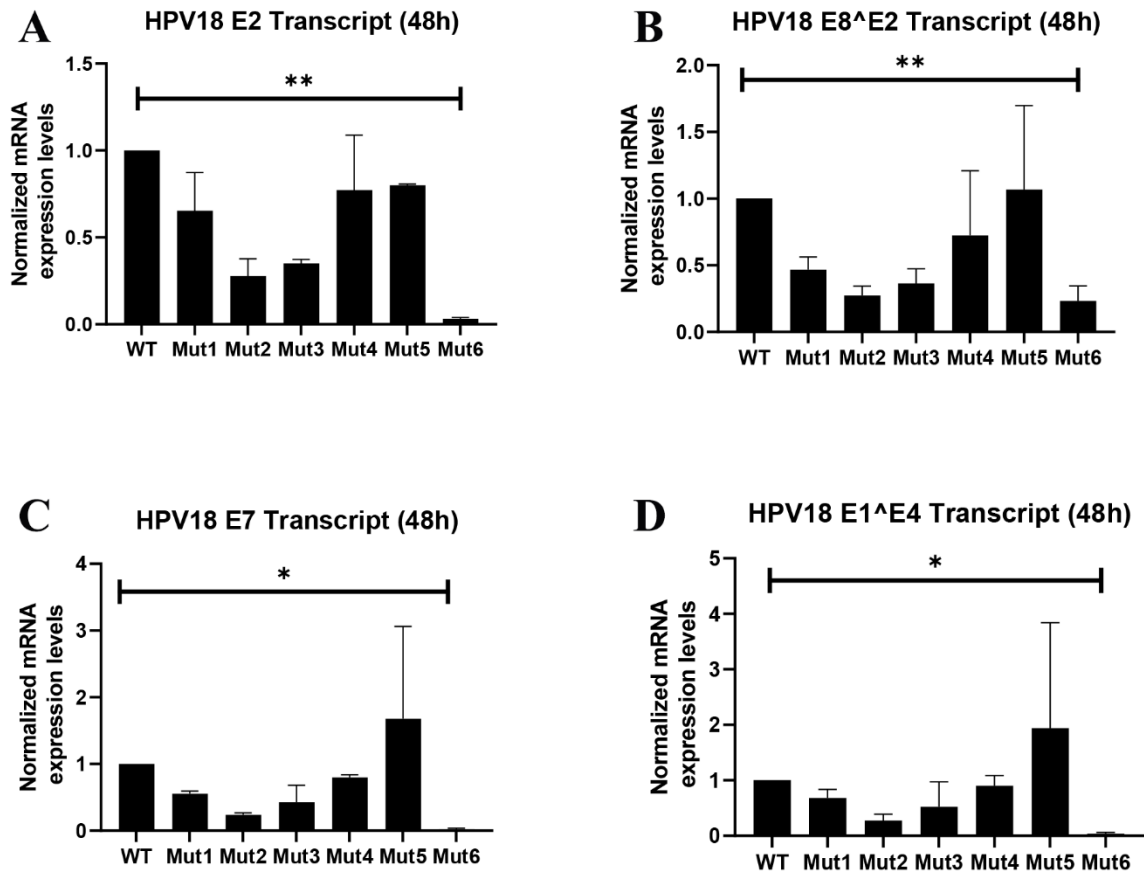 A
HPV18 E2 Transcript (48h)
Normalized mRNA
expression levels
1.5
1.0
0.5
0.0
**
WT Mut1 Mut2 Mut3 Mut4 Mut5 Mut6
B
HPV18 E8^E2 Transcript (48h)
Normalized mRNA
expression levels
2.0
1.5
1.0
0.5
0.0
**
WT Mut1 Mut2 Mut3 Mut4 Mut5 Mut6
C
HPV18 E7 Transcript (48h)
Normalized mRNA
expression levels
4
3
2
1
0
*
WT Mut1 Mut2 Mut3 Mut4 Mut5 Mut6
D
HPV18 E1^E4 Transcript (48h)
Normalized mRNA
expression levels
5
4
3
2
1
0
*
WT Mut1 Mut2 Mut3 Mut4 Mut5 Mut6